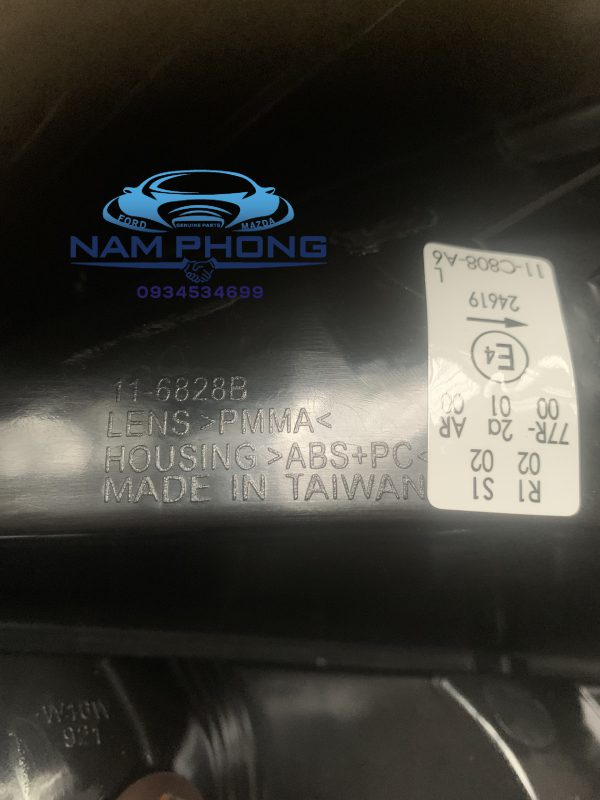 FORD
GENUINE PARTS
MAZDA
NAM PHONG
0934534699
11-6828B
LENS >PMMA<
HOUSING >ABS+PC<
MADE IN TAIWAN
11-C808-A6
L
24619
E4
77R- 2a AR
00 01 00
R1 S1
02 02
W16W
921